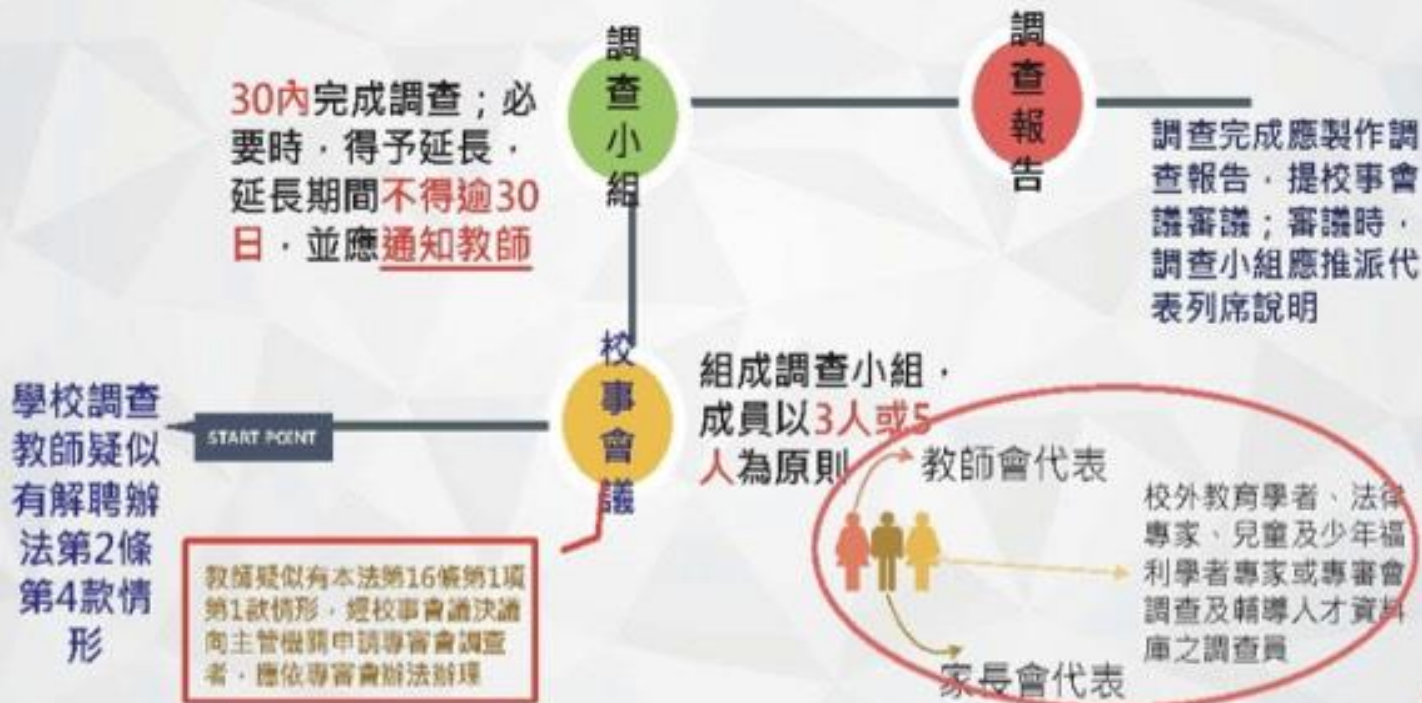 調查小組
30內完成調查；必
要時，得予延長，
延長期間不得逾30
日，並應通知教師
調查報告
調查完成應製作調
查報告，提校事會
議審議；審議時，
調查小組應推派代
表列席說明
學校調查
教師疑似
有解聘辦
法第2條
第4款情
形
START POINT
校事會議
組成調查小組，
成員以3人或5
人為原則
教師疑似有本法第16條第1項
第1款情形，經校事會議決議
向主管機關申請專審會調查
者，應依專審會辦法辦理
教師會代表
校外教育學者、法律
專家、兒童及少年福
利學者專家或專審會
調查及輔導人才資料
庫之調查員
家長會代表